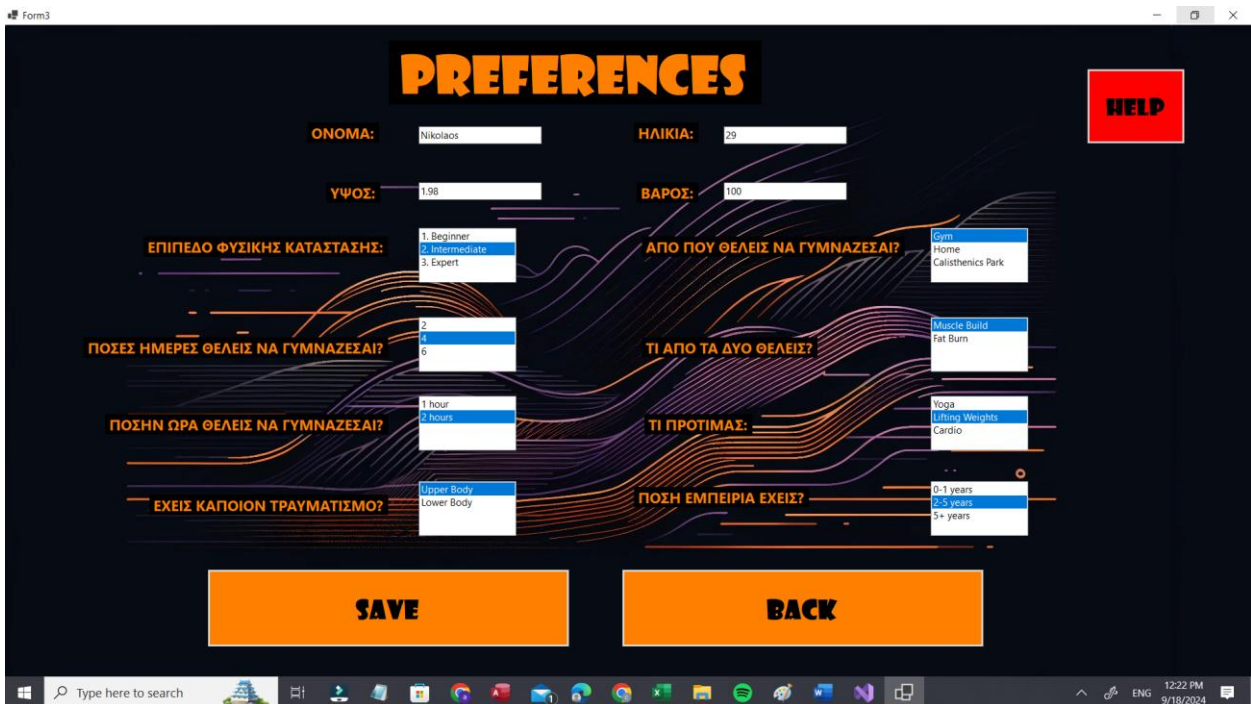 Form3
PREFERENCES
HELP
ΟΝΟΜΑ:
Nikolaos
ΗΛΙΚΙΑ:
29
ΥΨΟΣ:
1.98
ΒΑΡΟΣ:
100
ΕΠΙΠΕΔΟ ΦΥΣΙΚΗΣ ΚΑΤΑΣΤΑΣΗΣ:
1. Beginner
2. Intermediate
3. Expert
ΑΠΟ ΠΟΥ ΘΕΛΕΙΣ ΝΑ ΓΥΜΝΑΖΕΣΑΙ?
Gym
Home
Calisthenics Park
ΠΟΣΕΣ ΗΜΕΡΕΣ ΘΕΛΕΙΣ ΝΑ ΓΥΜΝΑΖΕΣΑΙ?
2
4
6
ΤΙ ΑΠΟ ΤΑ ΔΥΟ ΘΕΛΕΙΣ?
Muscle Build
Fat Burn
ΠΟΣΗΝ ΩΡΑ ΘΕΛΕΙΣ ΝΑ ΓΥΜΝΑΖΕΣΑΙ?
1 hour
2 hours
ΤΙ ΠΡΟΤΙΜΑΣ:
Yoga
Lifting Weights
Cardio
ΕΧΕΙΣ ΚΑΠΟΙΟΝ ΤΡΑΥΜΑΤΙΣΜΟ?
Upper Body
Lower Body
ΠΟΣΗ ΕΜΠΕΙΡΙΑ ΕΧΕΙΣ?
0-1 years
2-5 years
5+ years
SAVE
BACK
Type here to search
ENG
12:22 PM
9/18/2024